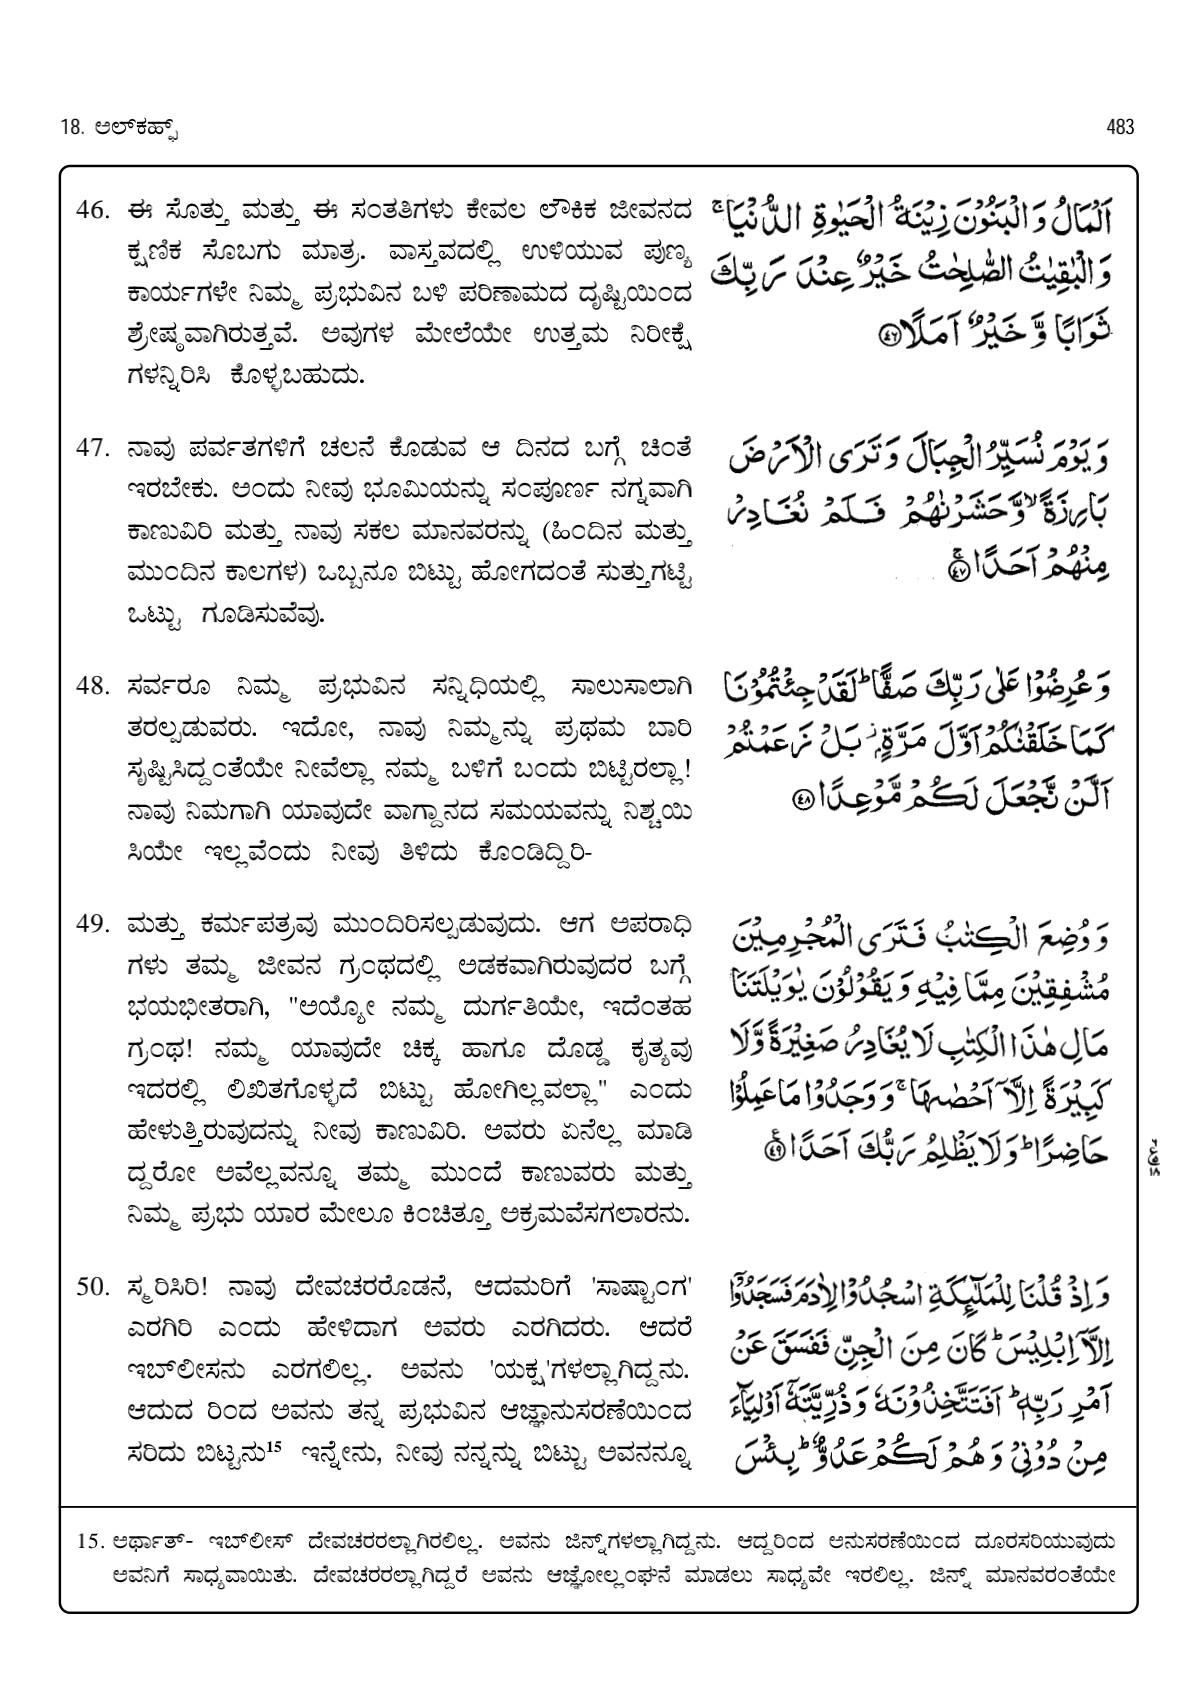 18. ಅಲ್‌ಕಹ್ಫ್
483
46. ಈ ಸೊತ್ತು ಮತ್ತು ಈ ಸಂತತಿಗಳು ಕೇವಲ ಲೌಕಿಕ ಜೀವನದ
ಕ್ಷಣಿಕ ಸೊಬಗು ಮಾತ್ರ. ವಾಸ್ತವದಲ್ಲಿ ಉಳಿಯುವ ಪುಣ್ಯ
ಕಾರ್ಯಗಳೇ ನಿಮ್ಮ ಪ್ರಭುವಿನ ಬಳಿ ಪರಿಣಾಮದ ದೃಷ್ಟಿಯಿಂದ
ಶ್ರೇಷ್ಠವಾಗಿರುತ್ತವೆ. ಅವುಗಳ ಮೇಲೆಯೇ ಉತ್ತಮ ನಿರೀಕ್ಷೆ
ಗಳನ್ನಿರಿಸಿ ಕೊಳ್ಳಬಹುದು.
اَلْمَالُ وَالْبَنُوْنَ زِيْنَةُ الْحَيٰوةِ الدُّنْيَا ۚ
وَالْبٰقِيٰتُ الصّٰلِحٰتُ خَيْرٌ عِنْدَ رَبِّكَ
ثَوَابًا وَّخَيْرٌ اَمَلًا ﴿٤٦﴾
47. ನಾವು ಪರ್ವತಗಳಿಗೆ ಚಲನೆ ಕೊಡುವ ಆ ದಿನದ ಬಗ್ಗೆ ಚಿಂತೆ
ಇರಬೇಕು. ಅಂದು ನೀವು ಭೂಮಿಯನ್ನು ಸಂಪೂರ್ಣ ನಗ್ನವಾಗಿ
ಕಾಣುವಿರಿ ಮತ್ತು ನಾವು ಸಕಲ ಮಾನವರನ್ನು (ಹಿಂದಿನ ಮತ್ತು
ಮುಂದಿನ ಕಾಲಗಳ) ಒಬ್ಬನೂ ಬಿಟ್ಟು ಹೋಗದಂತೆ ಸುತ್ತುಗಟ್ಟಿ
ಒಟ್ಟು ಗೂಡಿಸುವೆವು.
وَيَوْمَ نُسَيِّرُ الْجِبَالَ وَتَرَى الْاَرْضَ
بَارِزَةً ۙ وَّحَشَرْنٰهُمْ فَلَمْ نُغَادِرْ
مِنْهُمْ اَحَدًا ۚ ﴿٤٧﴾
48. ಸರ್ವರೂ ನಿಮ್ಮ ಪ್ರಭುವಿನ ಸನ್ನಿಧಿಯಲ್ಲಿ ಸಾಲುಸಾಲಾಗಿ
ತರಲ್ಪಡುವರು. ಇದೋ, ನಾವು ನಿಮ್ಮನ್ನು ಪ್ರಥಮ ಬಾರಿ
ಸೃಷ್ಟಿಸಿದ್ದಂತೆಯೇ ನೀವೆಲ್ಲಾ ನಮ್ಮ ಬಳಿಗೆ ಬಂದು ಬಿಟ್ಟಿರಲ್ಲಾ!
ನಾವು ನಿಮಗಾಗಿ ಯಾವುದೇ ವಾಗ್ದಾನದ ಸಮಯವನ್ನು ನಿಶ್ಚಯಿ
ಸಿಯೇ ಇಲ್ಲವೆಂದು ನೀವು ತಿಳಿದು ಕೊಂಡಿದ್ದಿರಿ-
وَعُرِضُوْا عَلٰى رَبِّكَ صَفًّا ؕ لَقَدْ جِئْتُمُوْنَا
كَمَا خَلَقْنٰكُمْ اَوَّلَ مَرَّةٍ ۢ بَلْ زَعَمْتُمْ
اَلَّنْ نَّجْعَلَ لَكُمْ مَّوْعِدًا ﴿٤٨﴾
49. ಮತ್ತು ಕರ್ಮಪತ್ರವು ಮುಂದಿರಿಸಲ್ಪಡುವುದು. ಆಗ ಅಪರಾಧಿ
ಗಳು ತಮ್ಮ ಜೀವನ ಗ್ರಂಥದಲ್ಲಿ ಅಡಕವಾಗಿರುವುದರ ಬಗ್ಗೆ
ಭಯಭೀತರಾಗಿ, "ಅಯ್ಯೋ ನಮ್ಮ ದುರ್ಗತಿಯೇ, ಇದೆಂತಹ
ಗ್ರಂಥ! ನಮ್ಮ ಯಾವುದೇ ಚಿಕ್ಕ ಹಾಗೂ ದೊಡ್ಡ ಕೃತ್ಯವು
ಇದರಲ್ಲಿ ಲಿಖಿತಗೊಳ್ಳದೆ ಬಿಟ್ಟು ಹೋಗಿಲ್ಲವಲ್ಲಾ" ಎಂದು
ಹೇಳುತ್ತಿರುವುದನ್ನು ನೀವು ಕಾಣುವಿರಿ. ಅವರು ಏನೆಲ್ಲ ಮಾಡಿ
ದ್ದರೋ ಅವೆಲ್ಲವನ್ನೂ ತಮ್ಮ ಮುಂದೆ ಕಾಣುವರು ಮತ್ತು
ನಿಮ್ಮ ಪ್ರಭು ಯಾರ ಮೇಲೂ ಕಿಂಚಿತ್ತೂ ಅಕ್ರಮವೆಸಗಲಾರನು.
وَوُضِعَ الْكِتٰبُ فَتَرَى الْمُجْرِمِيْنَ
مُشْفِقِيْنَ مِمَّا فِيْهِ وَيَقُوْلُوْنَ يٰوَيْلَتَنَا
مَالِ هٰذَا الْكِتٰبِ لَا يُغَادِرُ صَغِيْرَةً وَّلَا
كَبِيْرَةً اِلَّاۤ اَحْصٰىهَا ۚ وَوَجَدُوْا مَا عَمِلُوْا
حَاضِرًا ؕ وَلَا يَظْلِمُ رَبُّكَ اَحَدًا ﴿٤٩﴾
50. ಸ್ಮರಿಸಿರಿ! ನಾವು ದೇವಚರರೊಡನೆ, ಆದಮರಿಗೆ 'ಸಾಷ್ಟಾಂಗ'
ಎರಗಿರಿ ಎಂದು ಹೇಳಿದಾಗ ಅವರು ಎರಗಿದರು. ಆದರೆ
ಇಬ್‌ಲೀಸನು ಎರಗಲಿಲ್ಲ. ಅವನು 'ಯಕ್ಷ'ಗಳಲ್ಲಾಗಿದ್ದನು.
ಆದುದ ರಿಂದ ಅವನು ತನ್ನ ಪ್ರಭುವಿನ ಆಜ್ಞಾನುಸರಣೆಯಿಂದ
ಸರಿದು ಬಿಟ್ಟನು¹⁵ ಇನ್ನೇನು, ನೀವು ನನ್ನನ್ನು ಬಿಟ್ಟು ಅವನನ್ನೂ
وَاِذْ قُلْنَا لِلْمَلٰٓئِكَةِ اسْجُدُوْا لِاٰدَمَ فَسَجَدُوْۤا
اِلَّاۤ اِبْلِيْسَ ؕ كَانَ مِنَ الْجِنِّ فَفَسَقَ عَنْ
اَمْرِ رَبِّهٖ ؕ اَفَتَتَّخِذُوْنَهٗ وَذُرِّيَّتَهٗۤ اَوْلِيَآءَ
مِنْ دُوْنِيْ وَهُمْ لَكُمْ عَدُوٌّ ؕ بِئْسَ
15. ಅರ್ಥಾತ್- ಇಬ್‌ಲೀಸ್ ದೇವಚರರಲ್ಲಾಗಿರಲಿಲ್ಲ. ಅವನು ಜಿನ್ನ್‌ಗಳಲ್ಲಾಗಿದ್ದನು. ಆದ್ದರಿಂದ ಅನುಸರಣೆಯಿಂದ ದೂರಸರಿಯುವುದು
ಅವನಿಗೆ ಸಾಧ್ಯವಾಯಿತು. ದೇವಚರರಲ್ಲಾಗಿದ್ದರೆ ಅವನು ಆಜ್ಞೋಲ್ಲಂಘನೆ ಮಾಡಲು ಸಾಧ್ಯವೇ ಇರಲಿಲ್ಲ. ಜಿನ್ನ್ ಮಾನವರಂತೆಯೇ